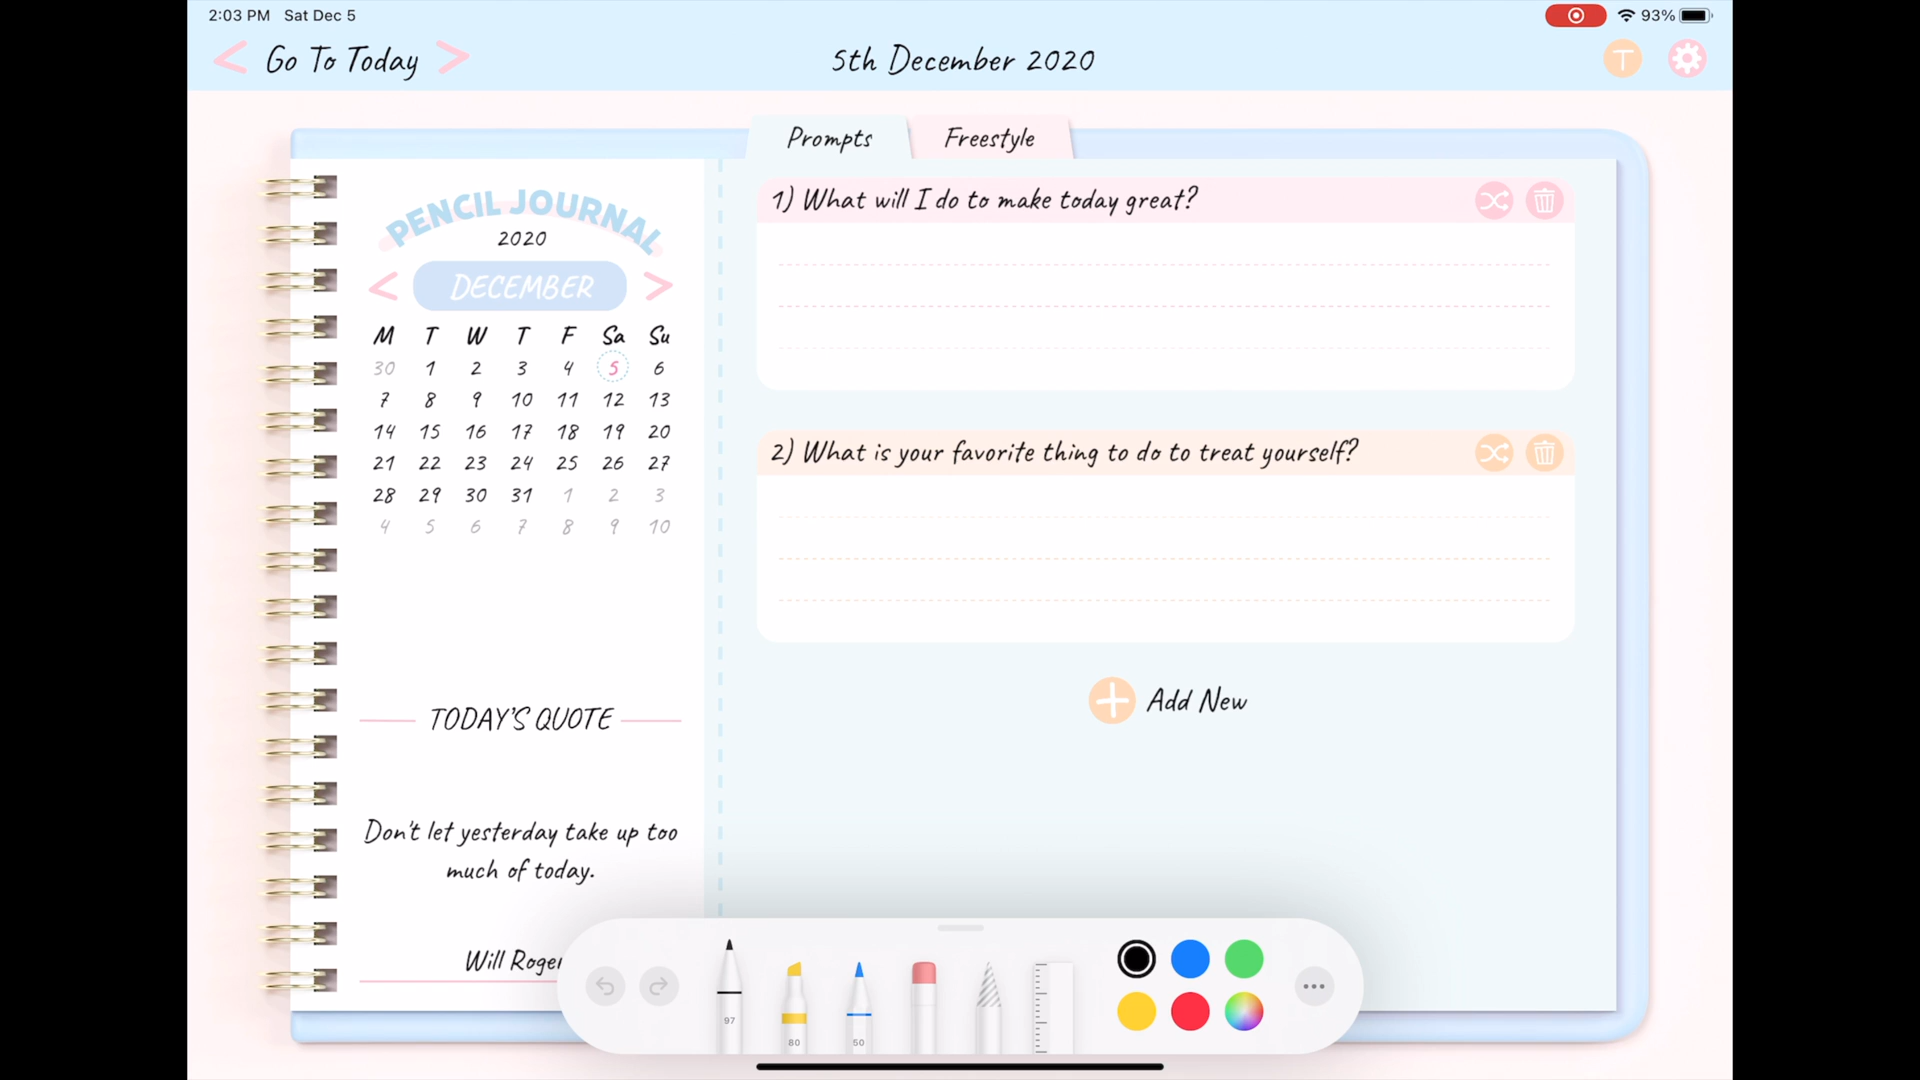 2:03 PM Sat Dec 5
93%
Go To Today
5th December 2020
T
Prompts
Freestyle
PENCIL JOURNAL
2020
DECEMBER
M T W T F Sa Su
30 1 2 3 4 5 6
7 8 9 10 11 12 13
14 15 16 17 18 19 20
21 22 23 24 25 26 27
28 29 30 31 1 2 3
4 5 6 7 8 9 10
TODAY'S QUOTE
Don't let yesterday take up too
much of today.
Will Roger
1) What will I do to make today great?
2) What is your favorite thing to do to treat yourself?
Add New
97
80
50